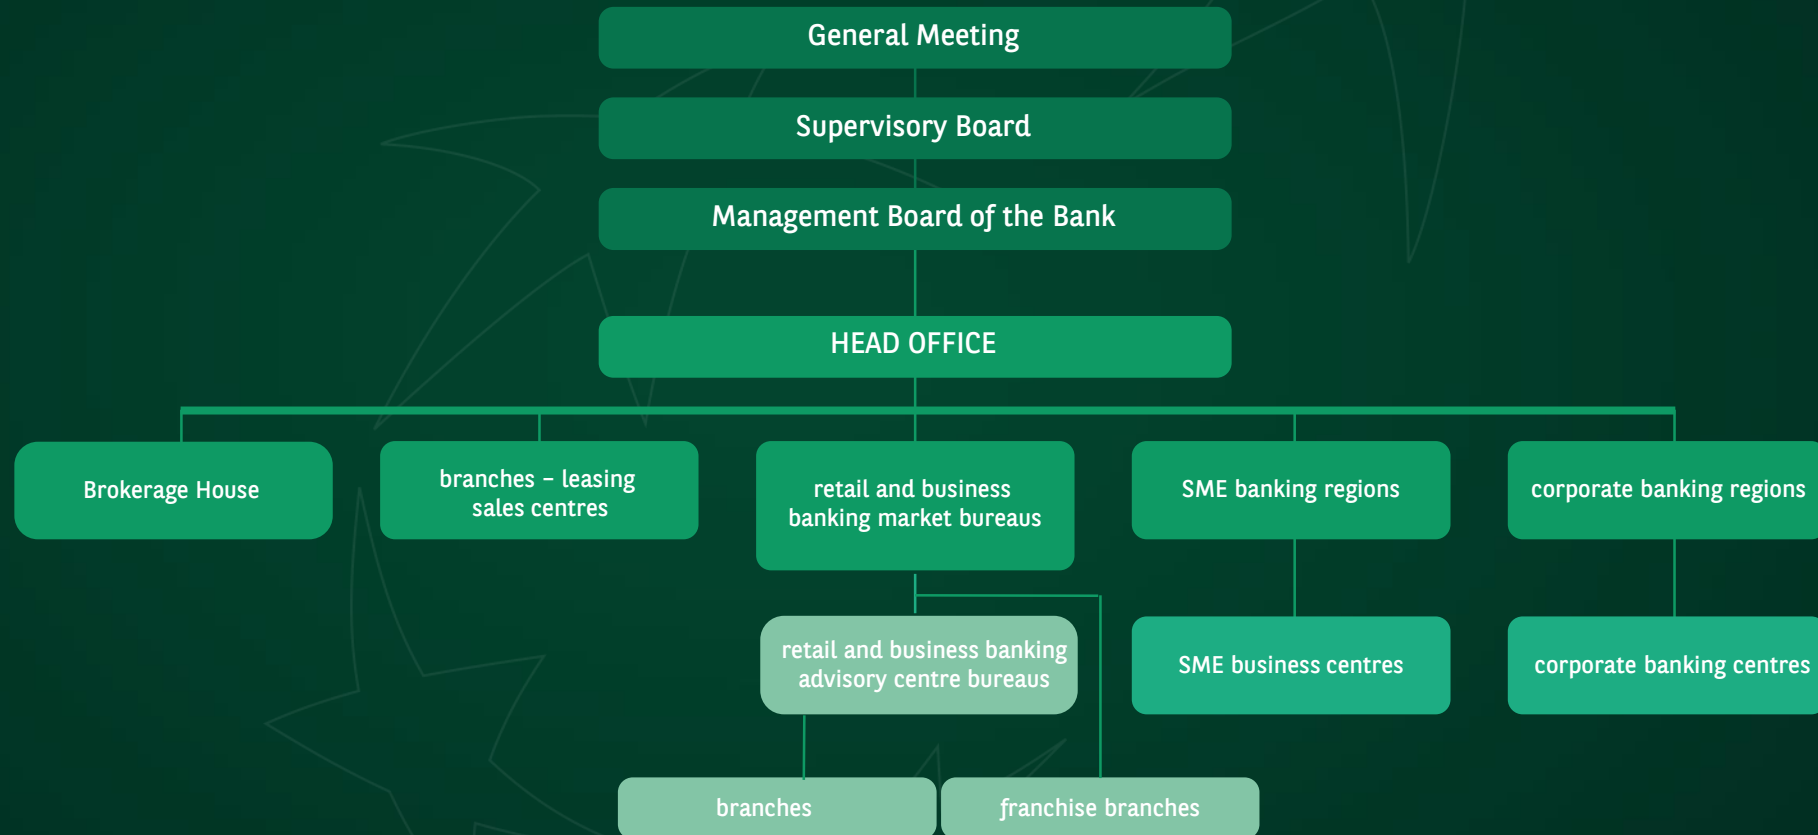 General Meeting
Supervisory Board
Management Board of the Bank
HEAD OFFICE
Brokerage House
branches – leasing
sales centres
retail and business
banking market bureaus
SME banking regions
corporate banking regions
retail and business banking
advisory centre bureaus
SME business centres
corporate banking centres
branches
franchise branches